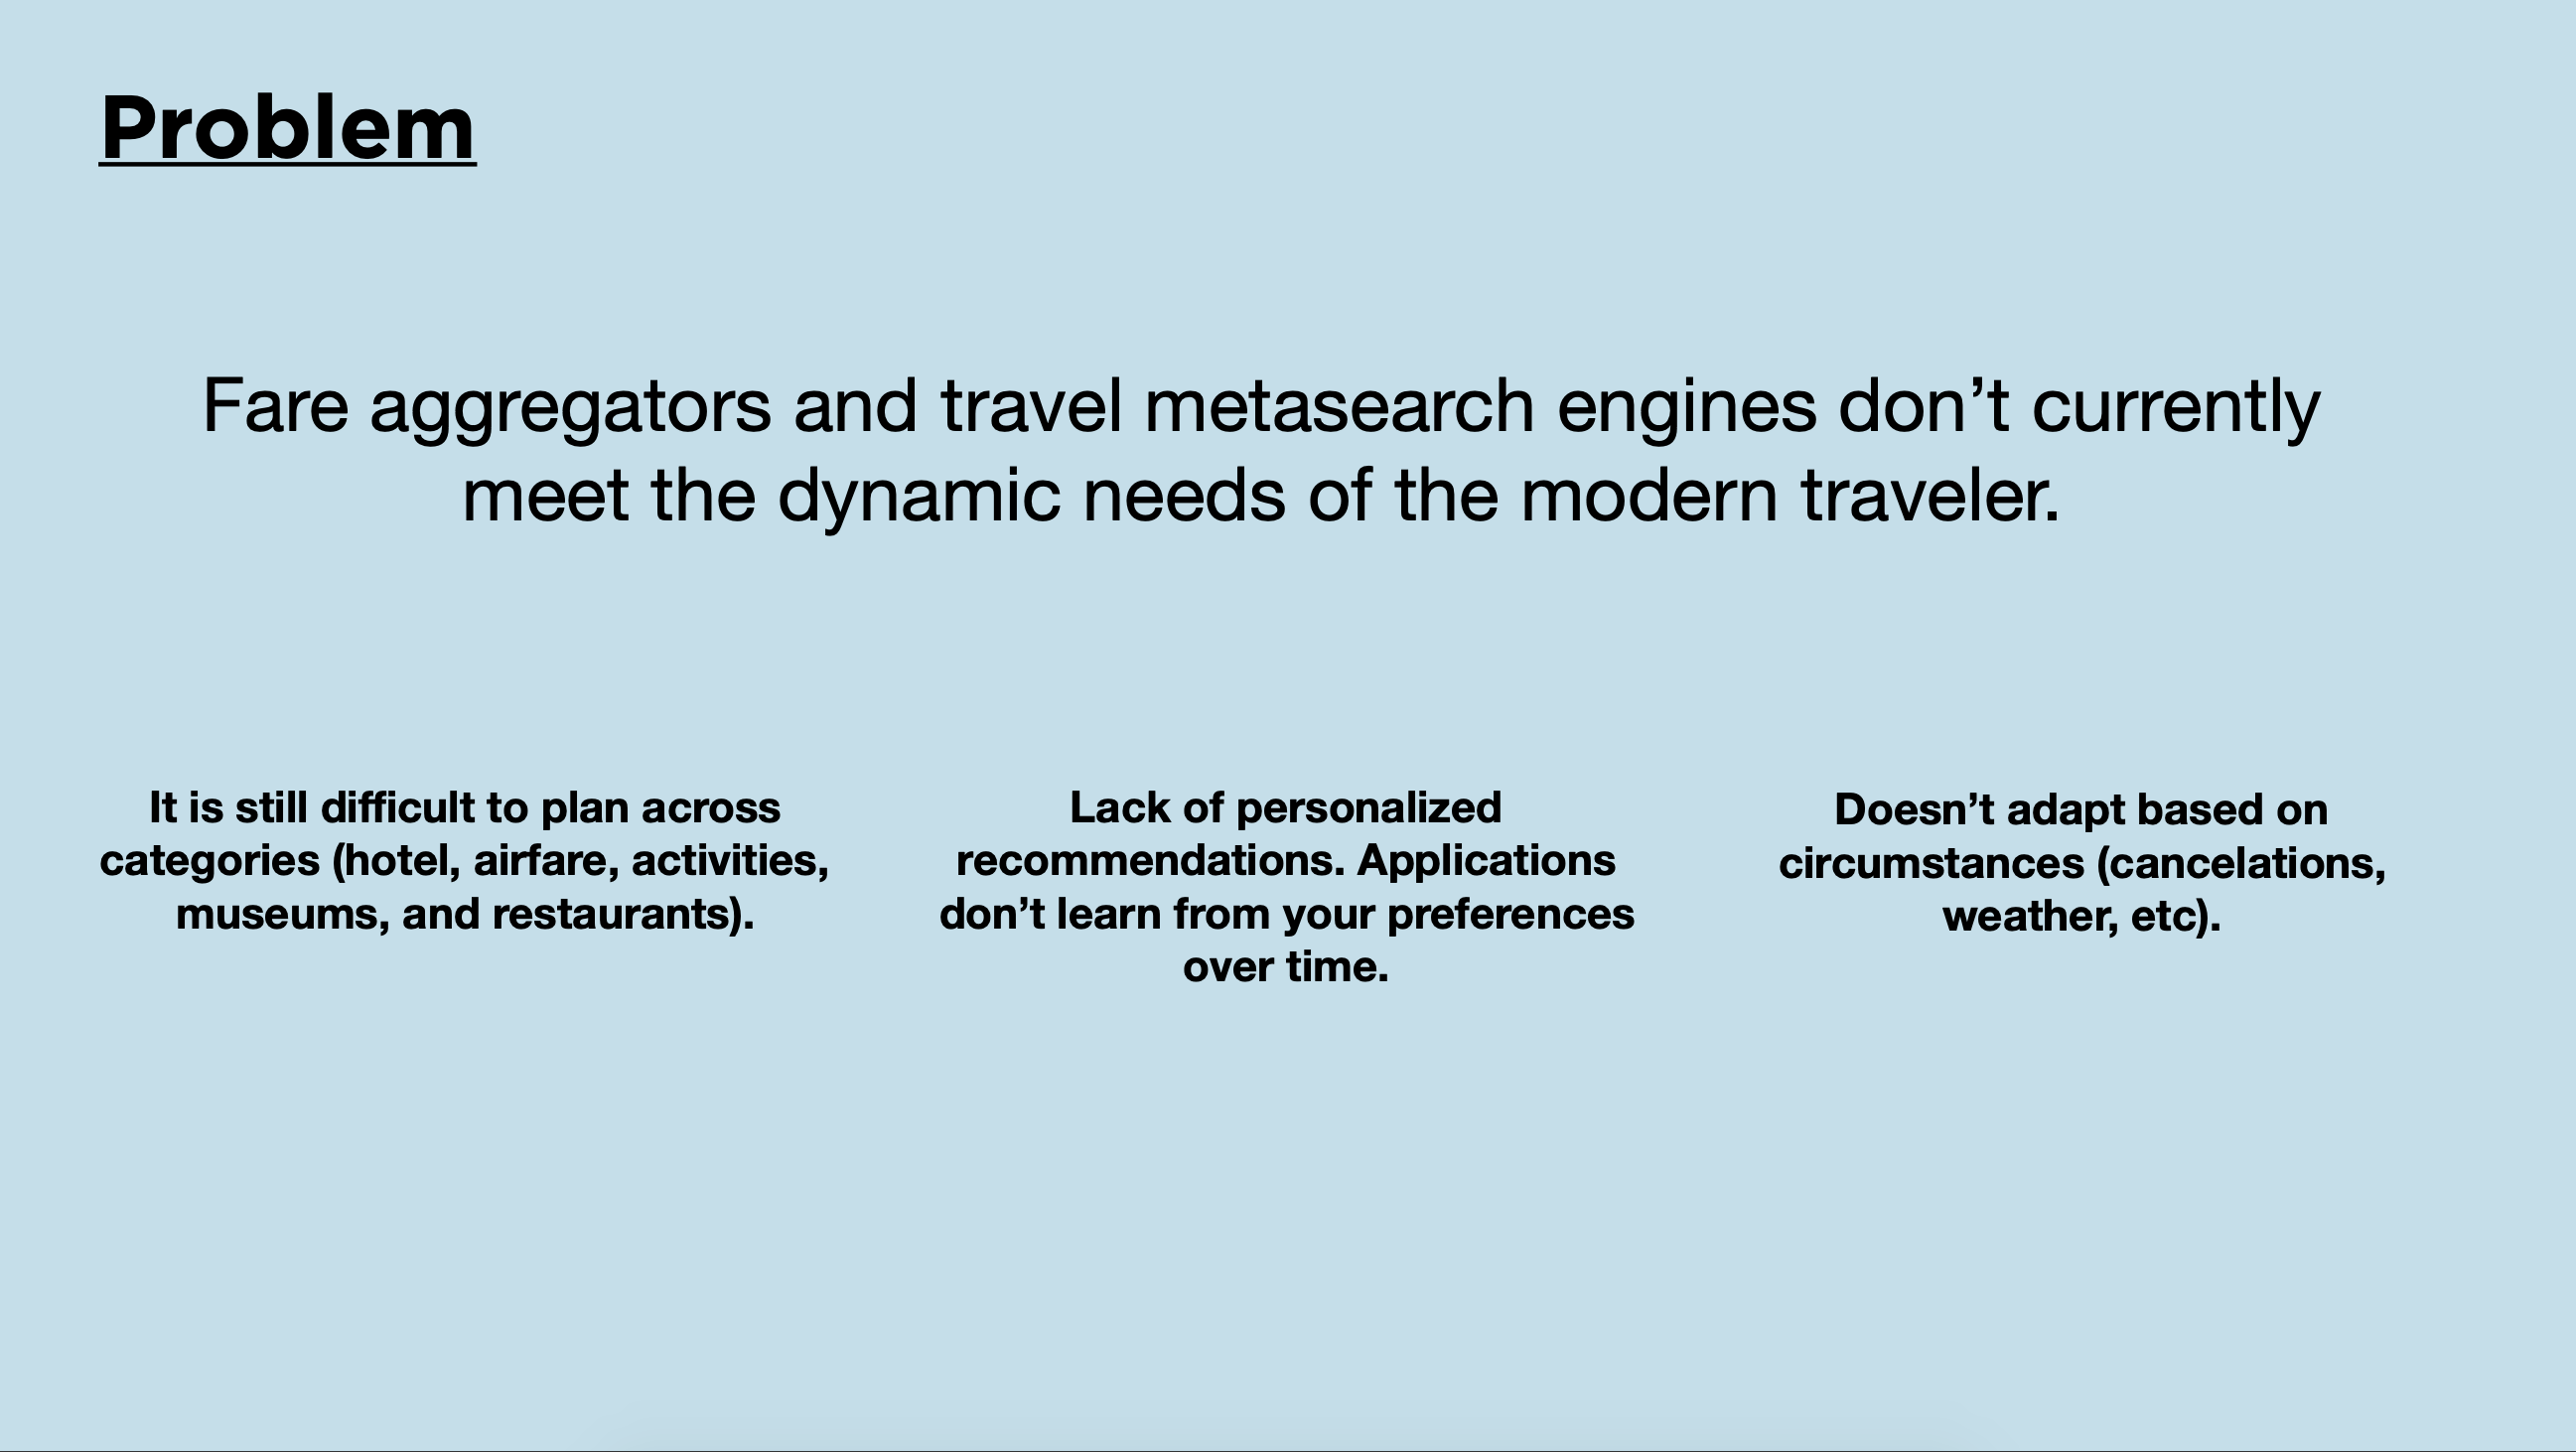 Problem
Fare aggregators and travel metasearch engines don’t currently
meet the dynamic needs of the modern traveler.
It is still difficult to plan across
categories (hotel, airfare, activities,
museums, and restaurants).
Lack of personalized
recommendations. Applications
don’t learn from your preferences
over time.
Doesn’t adapt based on
circumstances (cancelations,
weather, etc).